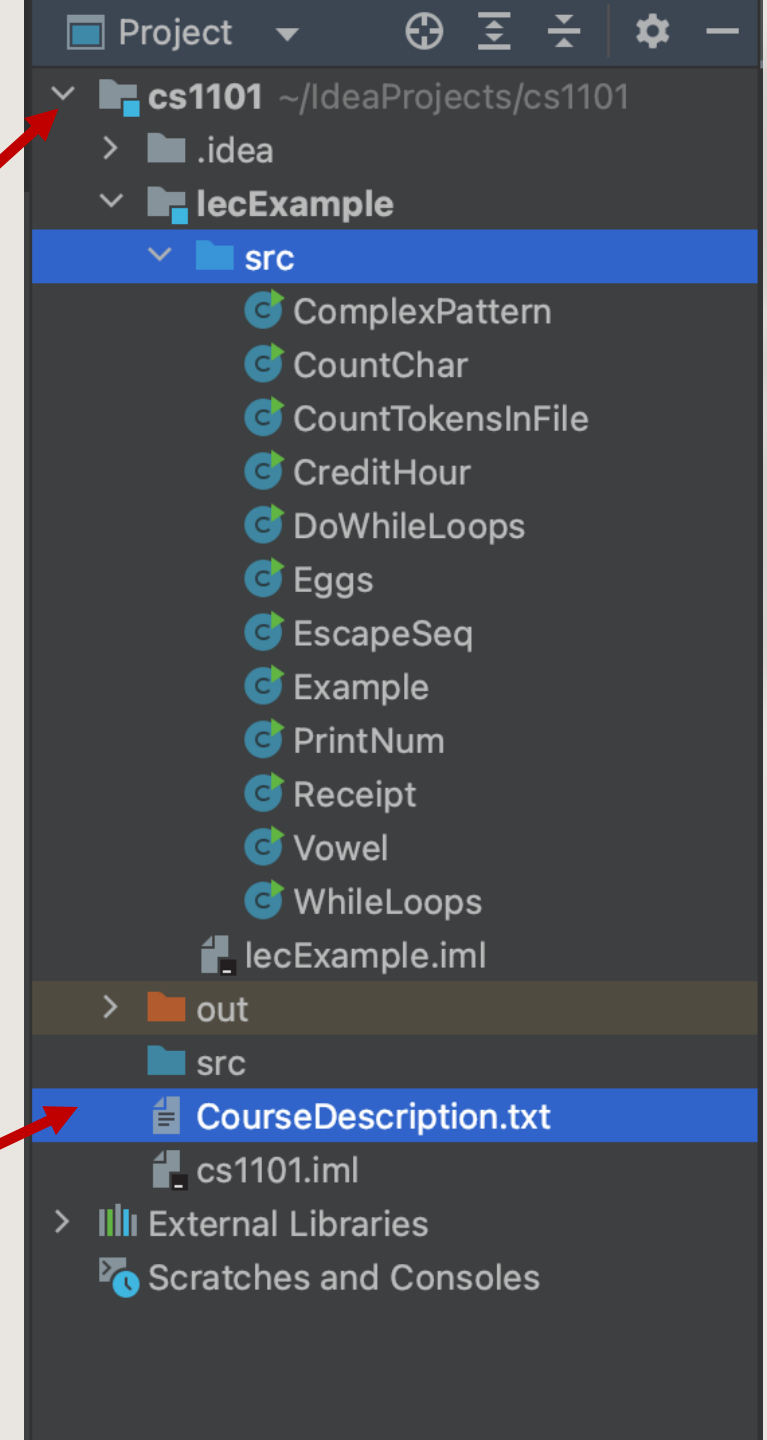 Project
cs1101 ~/IdeaProjects/cs1101
.idea
lecExample
src
ComplexPattern
CountChar
CountTokensInFile
CreditHour
DoWhileLoops
Eggs
EscapeSeq
Example
PrintNum
Receipt
Vowel
WhileLoops
lecExample.iml
out
src
CourseDescription.txt
cs1101.iml
External Libraries
Scratches and Consoles